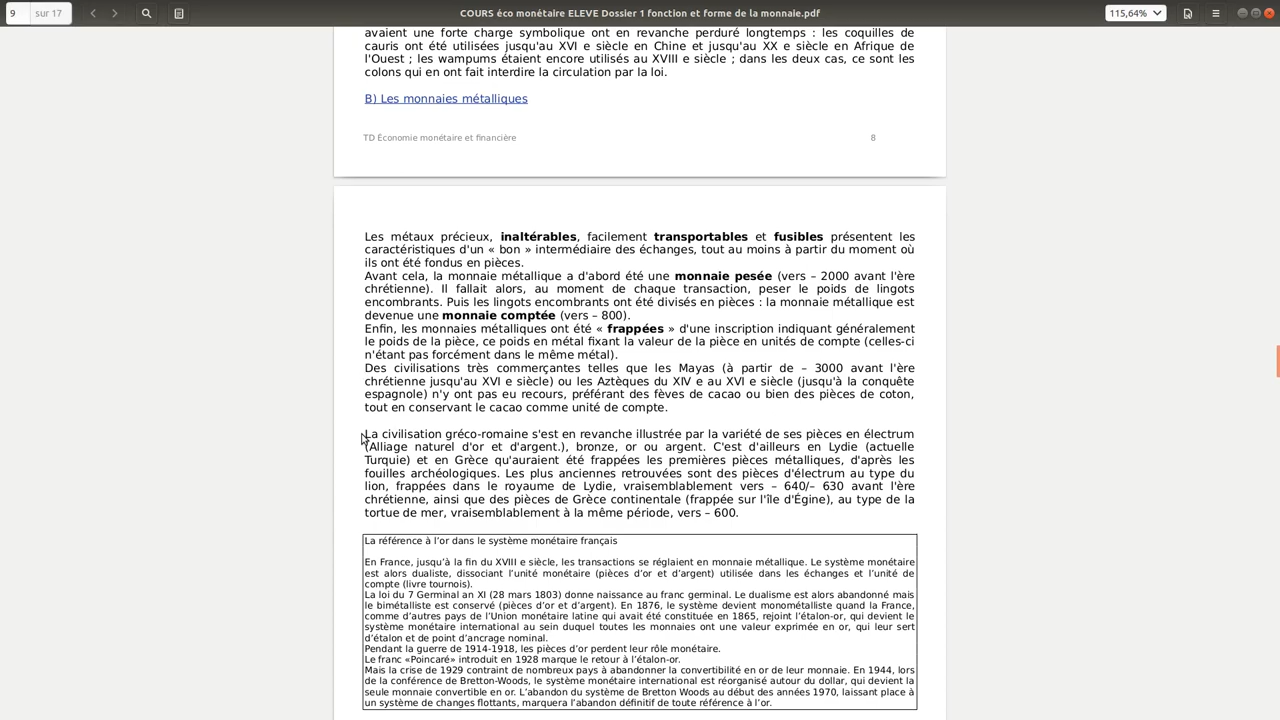 9 sur 17
COURS éco monétaire ELEVE Dossier 1 fonction et forme de la monnaie.pdf
115,64%
avaient une forte charge symbolique ont en revanche perduré longtemps : les coquilles de
cauris ont été utilisées jusqu'au XVI e siècle en Chine et jusqu'au XX e siècle en Afrique de
l'Ouest ; les wampums étaient encore utilisés au XVIII e siècle ; dans les deux cas, ce sont les
colons qui en ont fait interdire la circulation par la loi.
B) Les monnaies métalliques
TD Économie monétaire et financière 8
Les métaux précieux, inaltérables, facilement transportables et fusibles présentent les
caractéristiques d'un « bon » intermédiaire des échanges, tout au moins à partir du moment où
ils ont été fondus en pièces.
Avant cela, la monnaie métallique a d'abord été une monnaie pesée (vers – 2000 avant l'ère
chrétienne). Il fallait alors, au moment de chaque transaction, peser le poids de lingots
encombrants. Puis les lingots encombrants ont été divisés en pièces : la monnaie métallique est
devenue une monnaie comptée (vers – 800).
Enfin, les monnaies métalliques ont été « frappées » d'une inscription indiquant généralement
le poids de la pièce, ce poids en métal fixant la valeur de la pièce en unités de compte (celles-ci
n'étant pas forcément dans le même métal).
Des civilisations très commerçantes telles que les Mayas (à partir de – 3000 avant l'ère
chrétienne jusqu'au XVI e siècle) ou les Aztèques du XIV e au XVI e siècle (jusqu'à la conquête
espagnole) n'y ont pas eu recours, préférant des fèves de cacao ou bien des pièces de coton,
tout en conservant le cacao comme unité de compte.
La civilisation gréco-romaine s'est en revanche illustrée par la variété de ses pièces en électrum
(Alliage naturel d'or et d'argent.), bronze, or ou argent. C'est d'ailleurs en Lydie (actuelle
Turquie) et en Grèce qu'auraient été frappées les premières pièces métalliques, d'après les
fouilles archéologiques. Les plus anciennes retrouvées sont des pièces d'électrum au type du
lion, frappées dans le royaume de Lydie, vraisemblablement vers – 640/– 630 avant l'ère
chrétienne, ainsi que des pièces de Grèce continentale (frappée sur l'île d'Égine), au type de la
tortue de mer, vraisemblablement à la même période, vers – 600.
La référence à l’or dans le système monétaire français
En France, jusqu’à la fin du XVIII e siècle, les transactions se réglaient en monnaie métallique. Le système monétaire
est alors dualiste, dissociant l’unité monétaire (pièces d’or et d’argent) utilisée dans les échanges et l’unité de
compte (livre tournois).
La loi du 7 Germinal an XI (28 mars 1803) donne naissance au franc germinal. Le dualisme est alors abandonné mais
le bimétalliste est conservé (pièces d’or et d’argent). En 1876, le système devient monométalliste quand la France,
comme d’autres pays de l’Union monétaire latine qui avait été constituée en 1865, rejoint l’étalon-or, qui devient le
système monétaire international au sein duquel toutes les monnaies ont une valeur exprimée en or, qui leur sert
d’étalon et de point d’ancrage nominal.
Pendant la guerre de 1914-1918, les pièces d’or perdent leur rôle monétaire.
Le franc «Poincaré» introduit en 1928 marque le retour à l’étalon-or.
Mais la crise de 1929 contraint de nombreux pays à abandonner la convertibilité en or de leur monnaie. En 1944, lors
de la conférence de Bretton-Woods, le système monétaire international est réorganisé autour du dollar, qui devient la
seule monnaie convertible en or. L’abandon du système de Bretton Woods au début des années 1970, laissant place à
un système de changes flottants, marquera l’abandon définitif de toute référence à l’or.